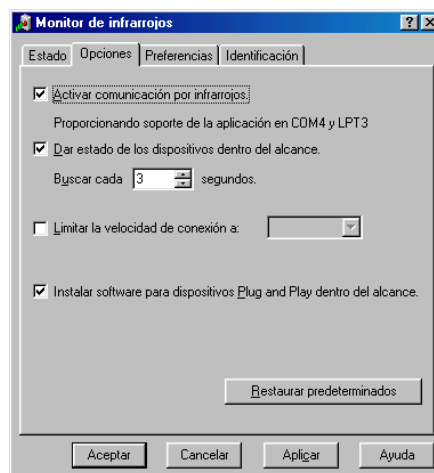 Monitor de infrarrojos
Estado Opciones Preferencias Identificación
Activar comunicación por infrarrojos.
Proporcionando soporte de la aplicación en COM4 y LPT3
Dar estado de los dispositivos dentro del alcance.
Buscar cada 3 segundos.
Limitar la velocidad de conexión a:
Instalar software para dispositivos Plug and Play dentro del alcance.
Restaurar predeterminados
Aceptar Cancelar Aplicar Ayuda